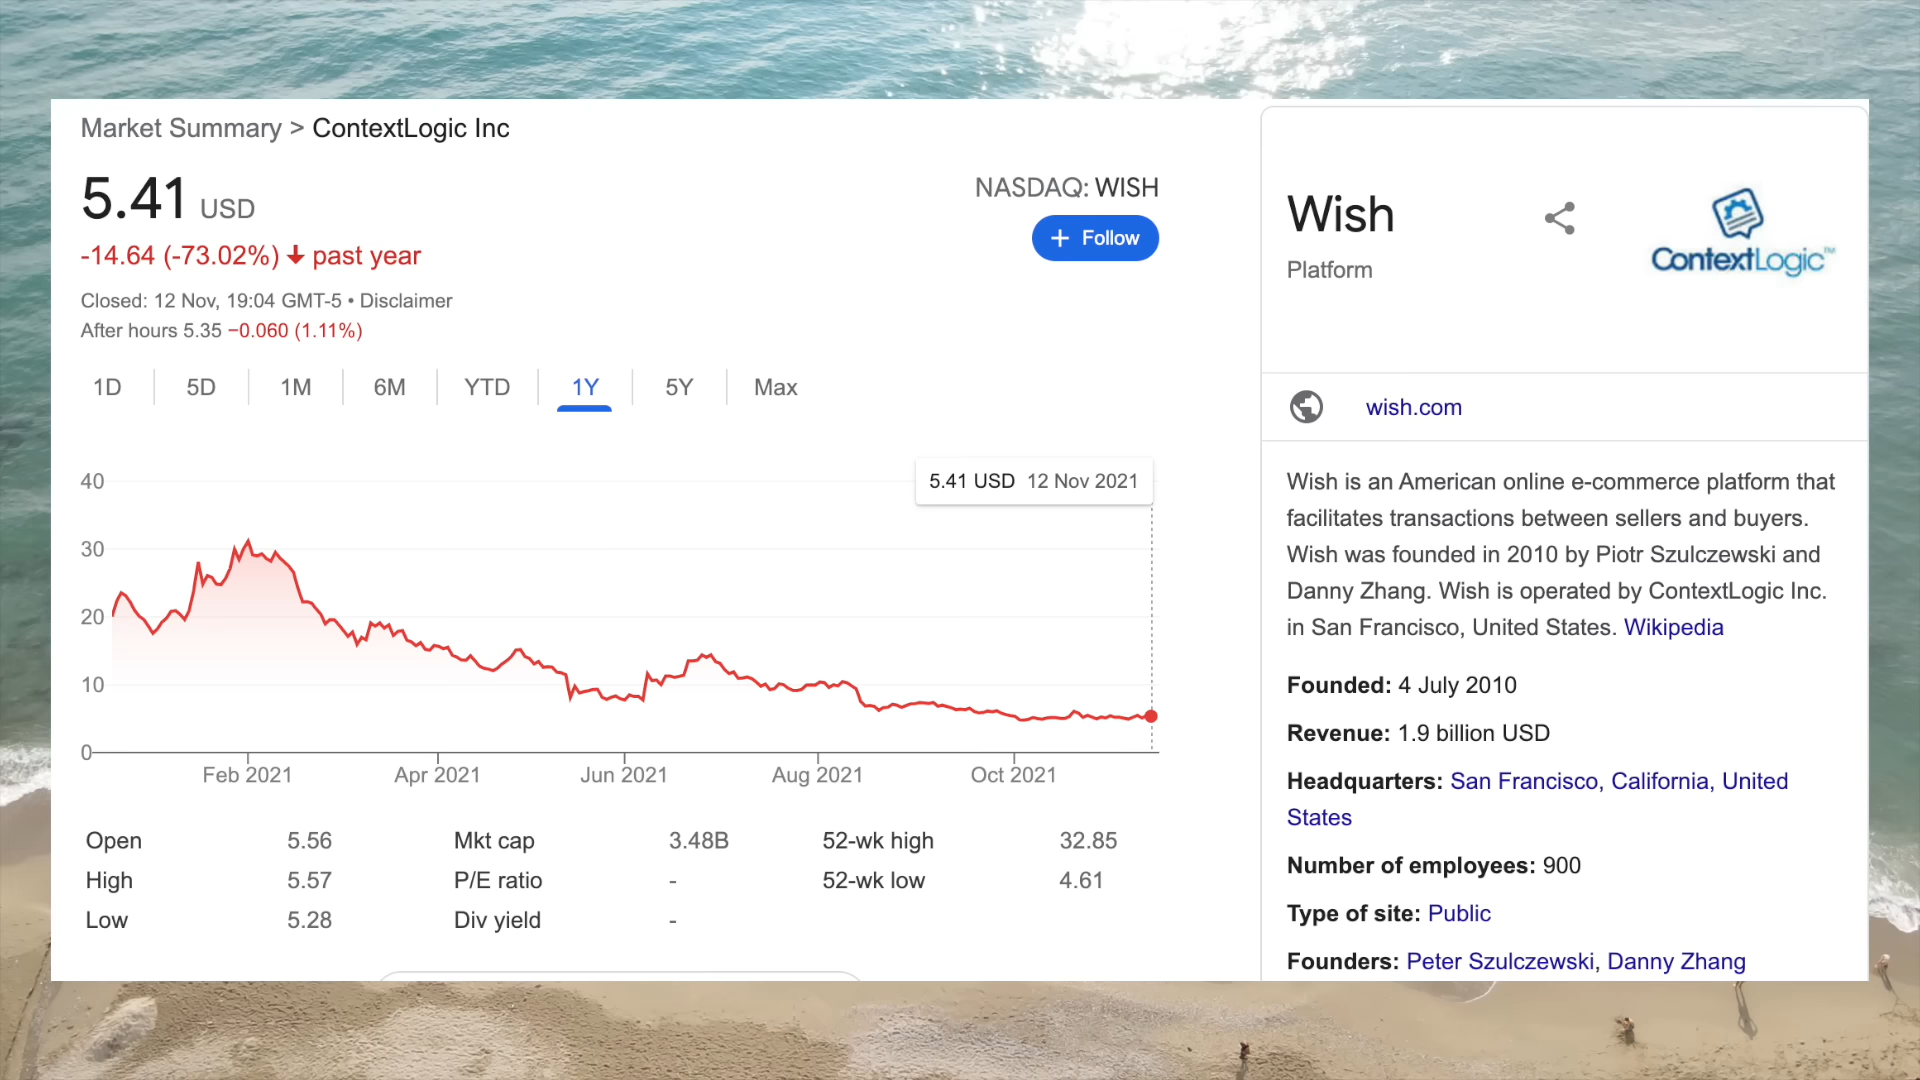 Market Summary > ContextLogic Inc
5.41 USD
-14.64 (-73.02%) past year
Closed: 12 Nov, 19:04 GMT-5 • Disclaimer
After hours 5.35 −0.060 (1.11%)
NASDAQ: WISH
+ Follow
1D 5D 1M 6M YTD 1Y 5Y Max
5.41 USD 12 Nov 2021
40
30
20
10
0
Feb 2021 Apr 2021 Jun 2021 Aug 2021 Oct 2021
Open 5.56 Mkt cap 3.48B 52-wk high 32.85
High 5.57 P/E ratio - 52-wk low 4.61
Low 5.28 Div yield -
Wish
Platform
ContextLogic™
wish.com
Wish is an American online e-commerce platform that
facilitates transactions between sellers and buyers.
Wish was founded in 2010 by Piotr Szulczewski and
Danny Zhang. Wish is operated by ContextLogic Inc.
in San Francisco, United States. Wikipedia
Founded: 4 July 2010
Revenue: 1.9 billion USD
Headquarters: San Francisco, California, United
States
Number of employees: 900
Type of site: Public
Founders: Peter Szulczewski, Danny Zhang